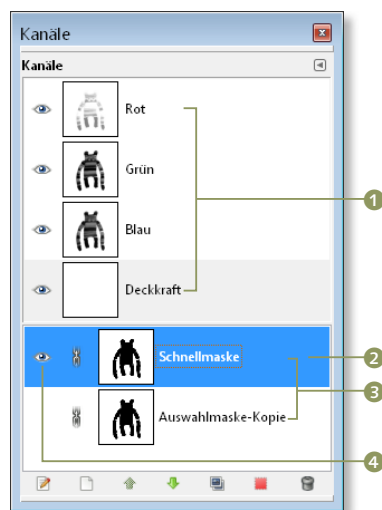 Kanäle
Kanäle
Rot
Grün
1
Blau
Deckkraft
Schnellmaske
2
3
Auswahlmaske-Kopie
4